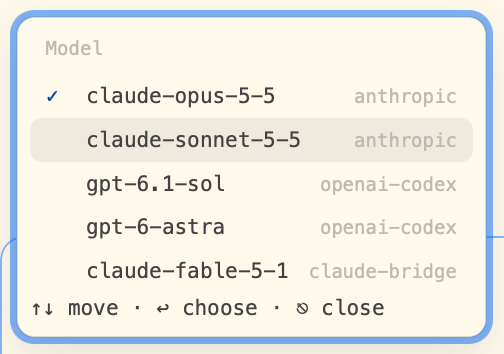 Model
✓ claude-opus-5-5 anthropic
claude-sonnet-5-5 anthropic
gpt-6.1-sol openai-codex
gpt-6-astra openai-codex
claude-fable-5-1 claude-bridge
↑↓ move · ↩ choose · ⎋ close